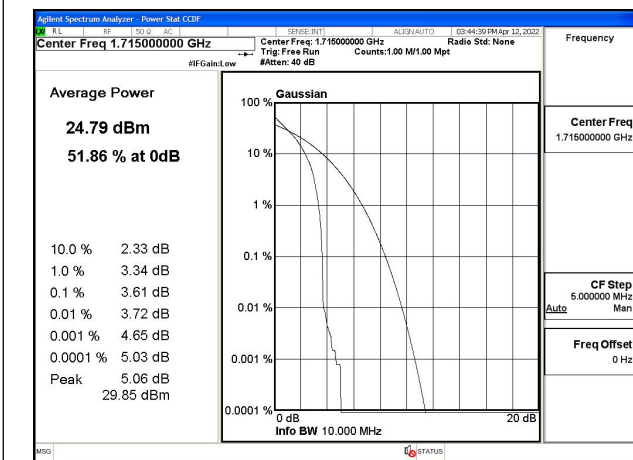 Agilent Spectrum Analyzer - Power Stat CCDF
RL RF 50 Ω AC SENSE:INT ALIGN AUTO 03:44:39 PM Apr 12, 2022
Center Freq 1.715000000 GHz
Center Freq: 1.715000000 GHz Radio Std: None
Trig: Free Run Counts:1.00 M/1.00 Mpt
#IFGain:Low #Atten: 40 dB
Frequency
Average Power
24.79 dBm
51.86 % at 0dB
10.0 % 2.33 dB
1.0 % 3.34 dB
0.1 % 3.61 dB
0.01 % 3.72 dB
0.001 % 4.65 dB
0.0001 % 5.03 dB
Peak 5.06 dB
29.85 dBm
Gaussian
100 %
10 %
1 %
0.1 %
0.01 %
0.001 %
0.0001 %
0 dB 20 dB
Info BW 10.000 MHz
Center Freq
1.715000000 GHz
CF Step
5.000000 MHz
Auto Man
Freq Offset
0 Hz
MSG STATUS